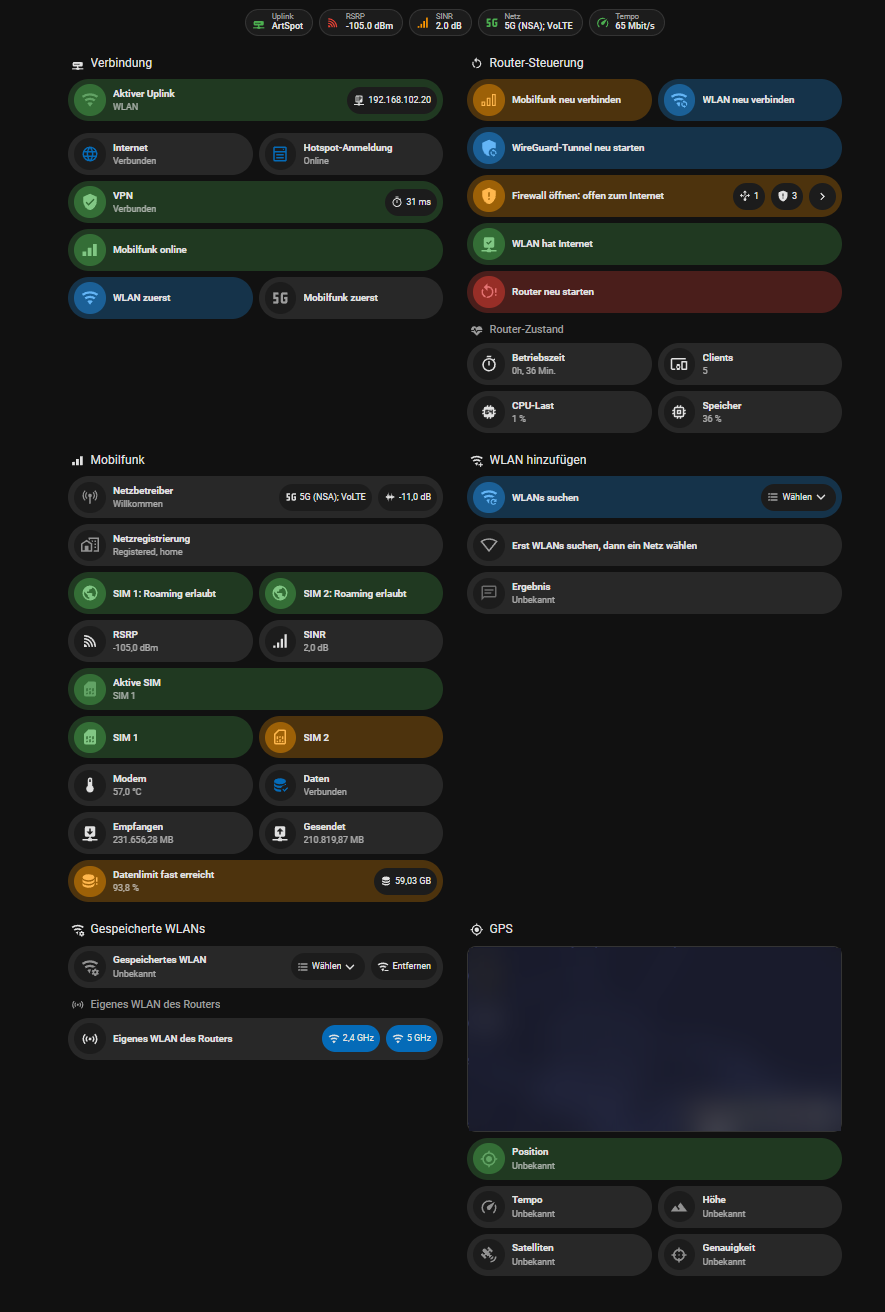 Uplink
ArtSpot
RSRP
-105.0 dBm
SINR
2.0 dB
5G
Netz
5G (NSA); VoLTE
Tempo
65 Mbit/s
Verbindung
Aktiver Uplink
WLAN
192.168.102.20
Internet
Verbunden
Hotspot-Anmeldung
Online
VPN
Verbunden
31 ms
Mobilfunk online
WLAN zuerst
5G
Mobilfunk zuerst
Router-Steuerung
Mobilfunk neu verbinden
WLAN neu verbinden
WireGuard-Tunnel neu starten
Firewall öffnen: offen zum Internet
1
3
WLAN hat Internet
Router neu starten
Router-Zustand
Betriebszeit
0h, 36 Min.
Clients
5
CPU-Last
1 %
Speicher
36 %
Mobilfunk
Netzbetreiber
Willkommen
5G 5G (NSA); VoLTE
-11,0 dB
Netzregistrierung
Registered, home
SIM 1: Roaming erlaubt
SIM 2: Roaming erlaubt
RSRP
-105,0 dBm
SINR
2,0 dB
Aktive SIM
SIM 1
SIM 1
SIM 2
Modem
57,0 °C
Daten
Verbunden
Empfangen
231.656,28 MB
Gesendet
210.819,87 MB
Datenlimit fast erreicht
93,8 %
59,03 GB
WLAN hinzufügen
WLANs suchen
Wählen
Erst WLANs suchen, dann ein Netz wählen
Ergebnis
Unbekannt
Gespeicherte WLANs
Gespeichertes WLAN
Unbekannt
Wählen
Entfernen
Eigenes WLAN des Routers
Eigenes WLAN des Routers
2,4 GHz
5 GHz
GPS
Position
Unbekannt
Tempo
Unbekannt
Höhe
Unbekannt
Satelliten
Unbekannt
Genauigkeit
Unbekannt